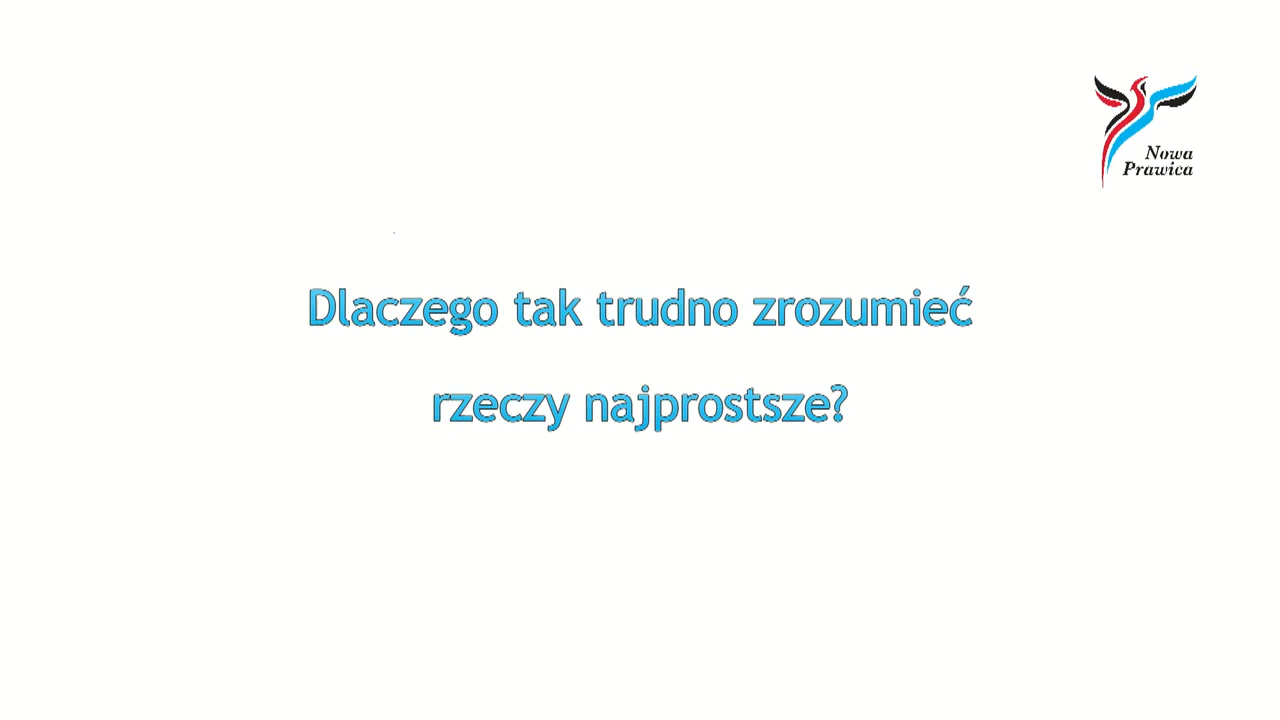 Nowa
Prawica
Dlaczego tak trudno zrozumieć
rzeczy najprostsze?